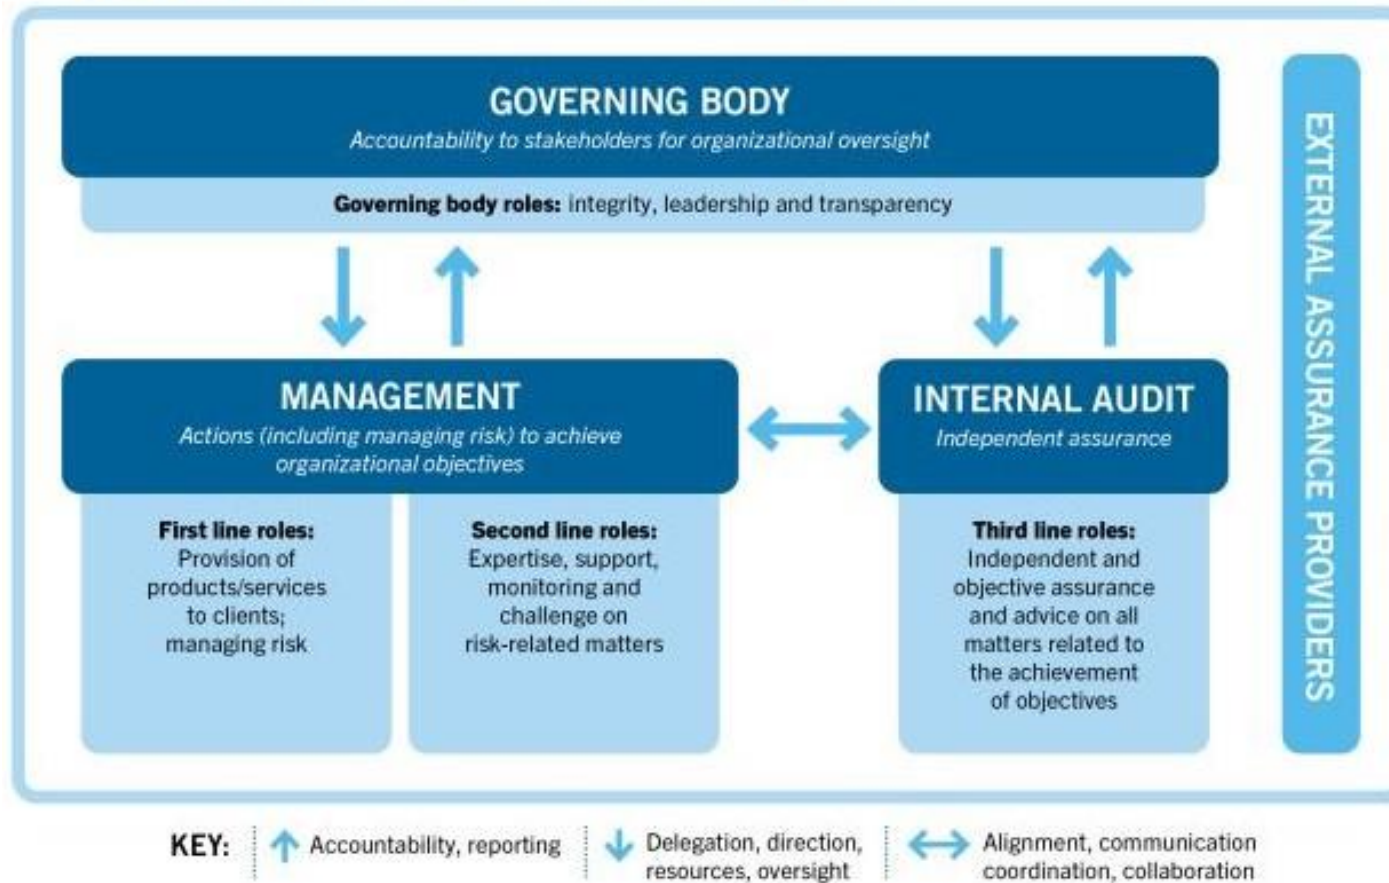 GOVERNING BODY
Accountability to stakeholders for organizational oversight
Governing body roles: integrity, leadership and transparency
MANAGEMENT
Actions (including managing risk) to achieve
organizational objectives
First line roles:
Provision of
products/services
to clients;
managing risk
Second line roles:
Expertise, support,
monitoring and
challenge on
risk-related matters
INTERNAL AUDIT
Independent assurance
Third line roles:
Independent and
objective assurance
and advice on all
matters related to
the achievement
of objectives
EXTERNAL ASSURANCE PROVIDERS
KEY:
Accountability, reporting
Delegation, direction,
resources, oversight
Alignment, communication
coordination, collaboration